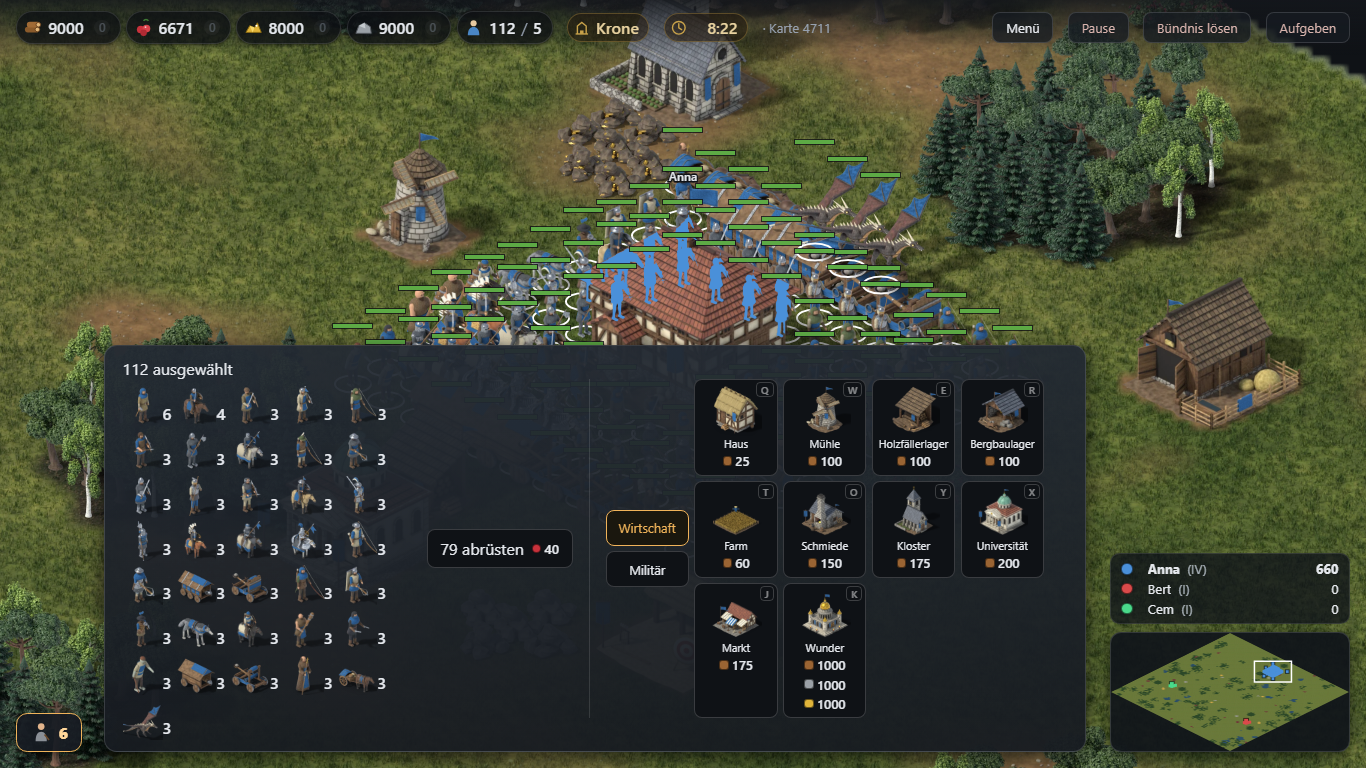 9000 0 6671 0 8000 0 9000 0 112 / 5 Krone 8:22 · Karte 4711 Menü Pause Bündnis lösen Aufgeben
Anna
112 ausgewählt
6 4 3 3 3
3 3 3 3 3
3 3 3 3 3
3 3 3 3 3
3 3 3 3 3
3 3 3 3 3
3 3 3 3 3
3
79 abrüsten 40
Wirtschaft
Militär
Q
Haus
25
W
Mühle
100
E
Holzfällerlager
100
R
Bergbaulager
100
T
Farm
60
O
Schmiede
150
Y
Kloster
175
X
Universität
200
J
Markt
175
K
Wunder
1000
1000
1000
Anna (IV) 660
Bert (I) 0
Cem (I) 0
6